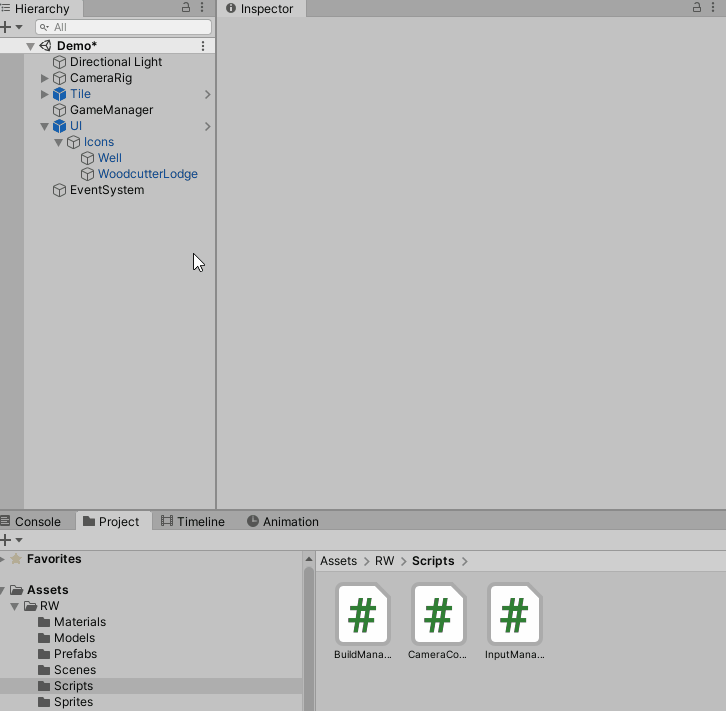 Hierarchy
Inspector
All
Demo*
Directional Light
CameraRig
Tile
GameManager
UI
Icons
Well
WoodcutterLodge
EventSystem
Console
Project
Timeline
Animation
Favorites
Assets > RW > Scripts >
Assets
RW
Materials
Models
Prefabs
Scenes
Scripts
Sprites
BuildMana...
CameraCo...
InputMana...